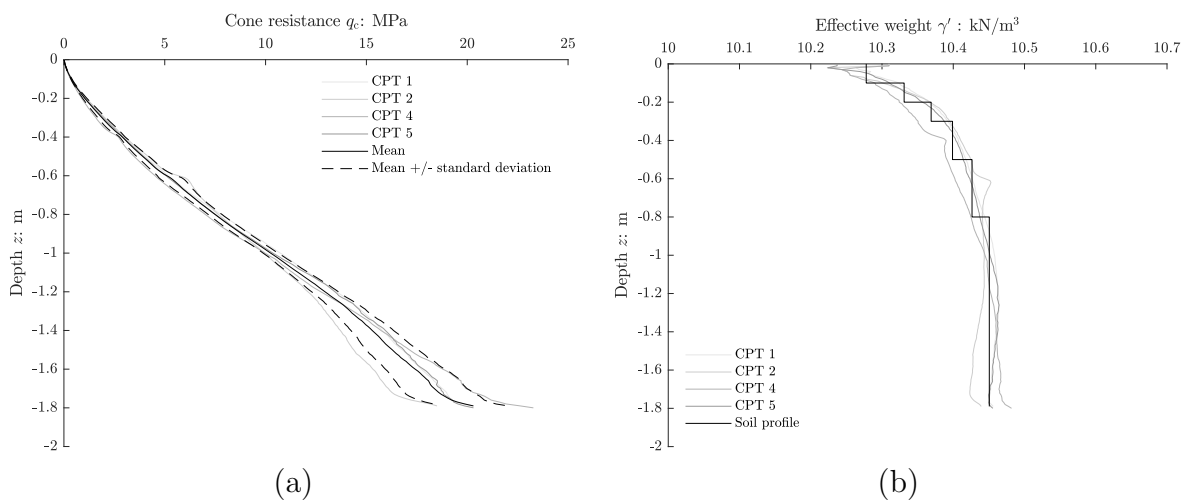 Cone resistance qc: MPa
0 5 10 15 20 25
0
-0.2
-0.4
-0.6
-0.8
-1
-1.2
-1.4
-1.6
-1.8
-2
Depth z: m
CPT 1
CPT 2
CPT 4
CPT 5
Mean
Mean +/- standard deviation
(a)
Effective weight γ′ : kN/m³
10 10.1 10.2 10.3 10.4 10.5 10.6 10.7
0
-0.2
-0.4
-0.6
-0.8
-1
-1.2
-1.4
-1.6
-1.8
-2
Depth z: m
CPT 1
CPT 2
CPT 4
CPT 5
Soil profile
(b)